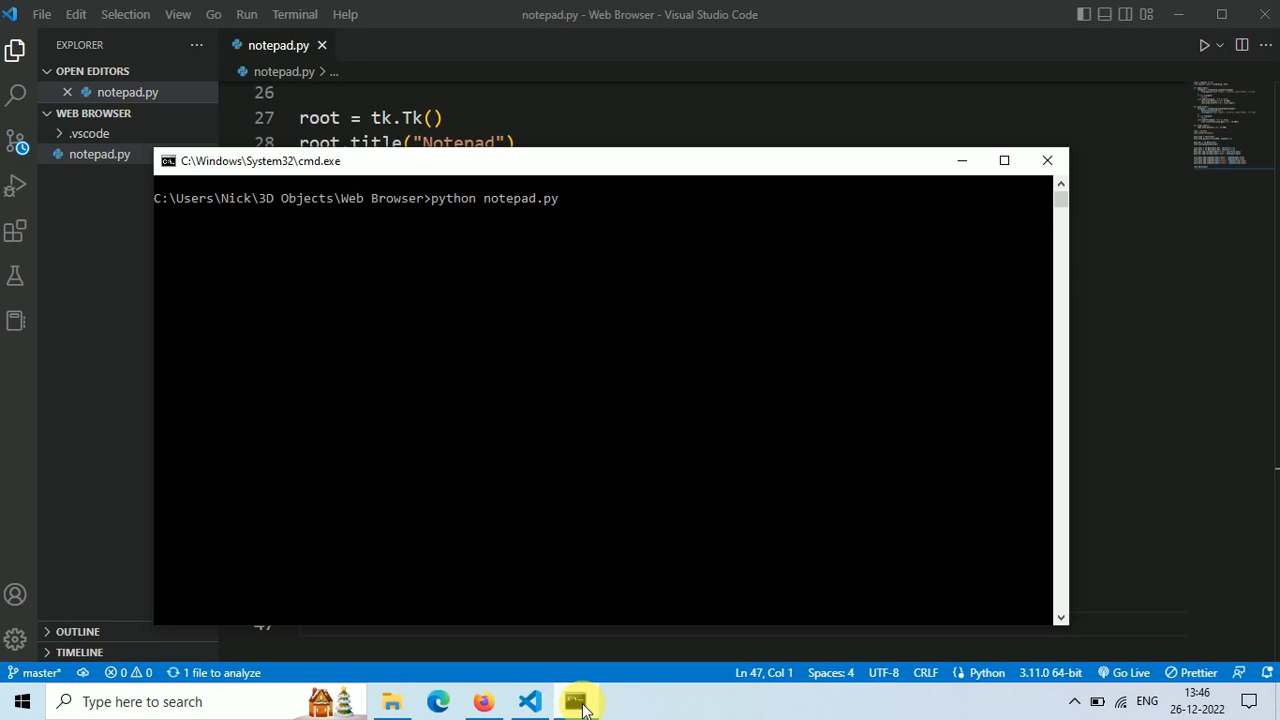 File Edit Selection View Go Run Terminal Help
notepad.py - Web Browser - Visual Studio Code
EXPLORER
OPEN EDITORS
notepad.py
WEB BROWSER
.vscode
notepad.py
OUTLINE
TIMELINE
notepad.py
notepad.py > ...
26
27 root = tk.Tk()
28 root.title("Notepad")
47
C:\Windows\System32\cmd.exe
C:\Users\Nick\3D Objects\Web Browser>python notepad.py
master* 0 0 1 file to analyze Ln 47, Col 1 Spaces: 4 UTF-8 CRLF Python 3.11.0 64-bit Go Live Prettier
Type here to search
ENG
13:46
26-12-2022